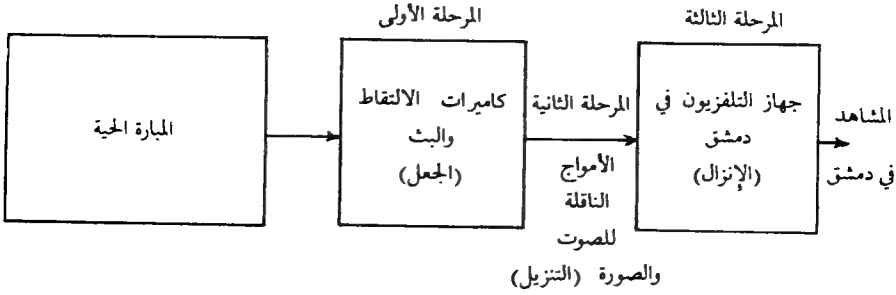 المرحلة الأولى
المرحلة الثالثة
المبارة الحية
كاميرات الالتقاط
والبث
(الجعل)
المرحلة الثانية
الأمواج
الناقلة
للصوت
والصورة (التنزيل)
جهاز التلفزيون في
دمشق
(الإنزال)
المشاهد
في دمشق